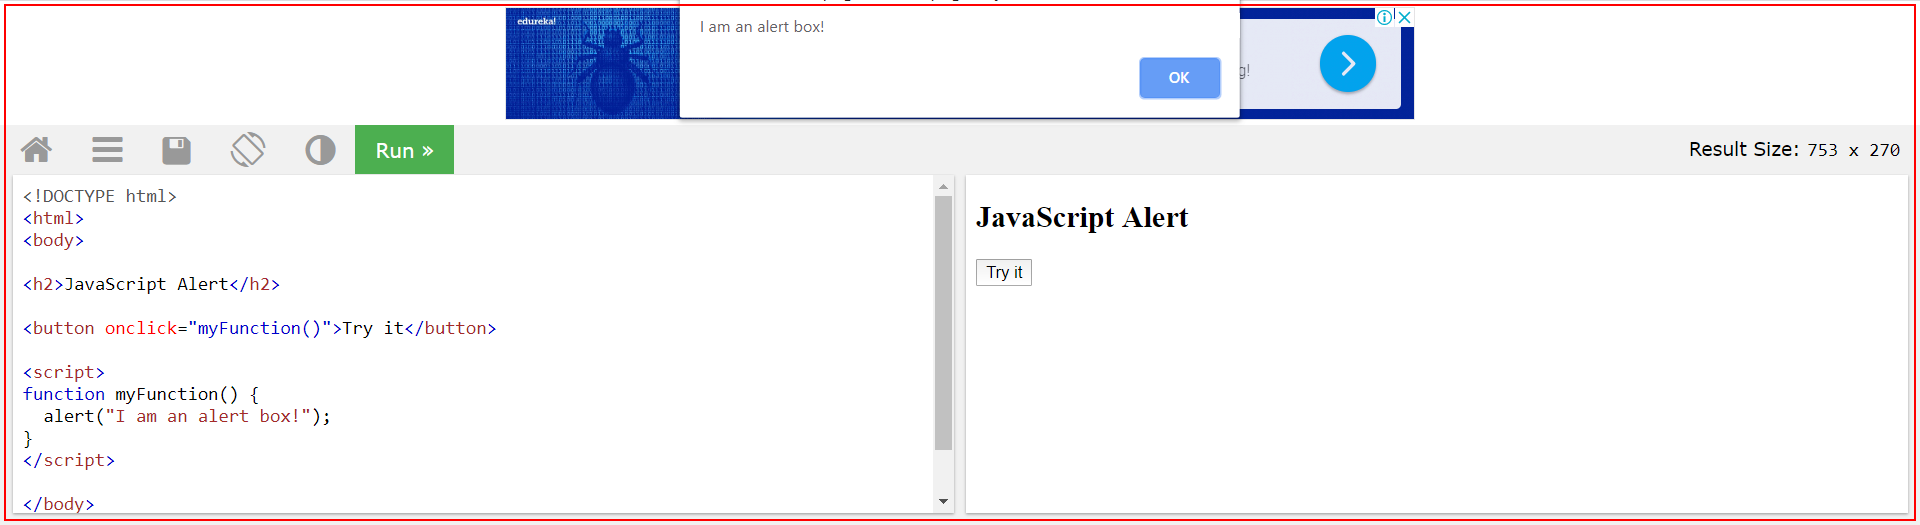 edureka!
I am an alert box!
OK
g!
Run »
Result Size: 753 x 270
<!DOCTYPE html>
<html>
<body>
<h2>JavaScript Alert</h2>
<button onclick="myFunction()">Try it</button>
<script>
function myFunction() {
alert("I am an alert box!");
}
</script>
</body>
JavaScript Alert
Try it